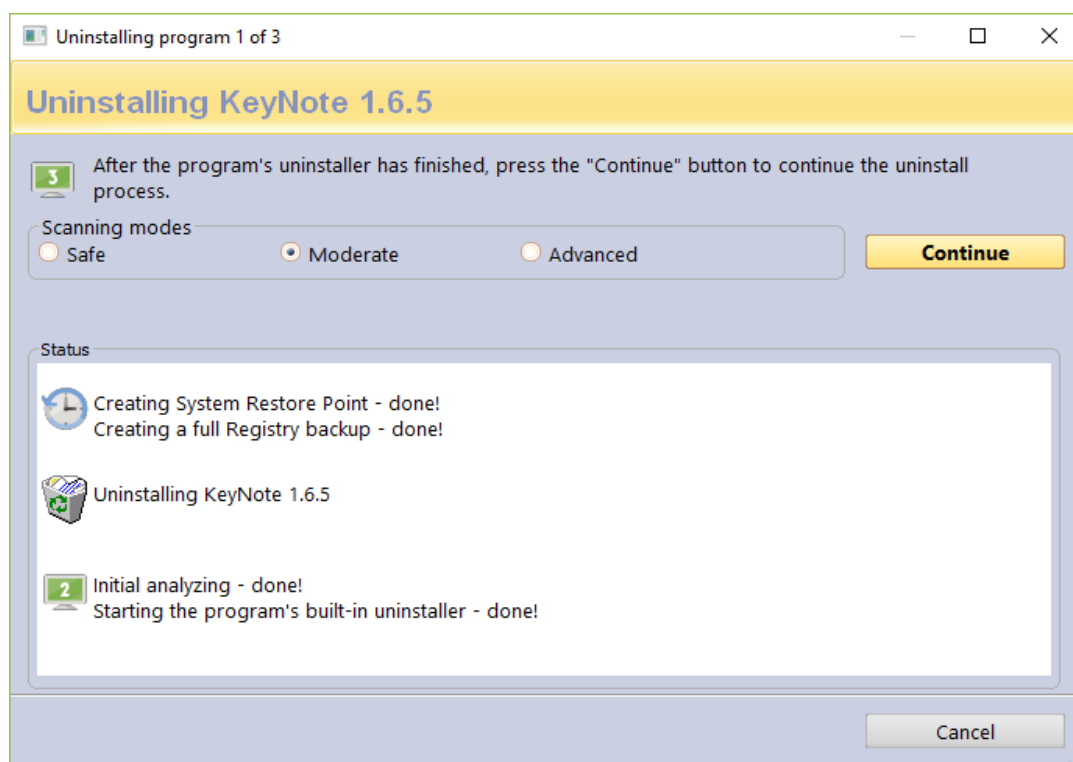 Uninstalling program 1 of 3
Uninstalling KeyNote 1.6.5
3
After the program's uninstaller has finished, press the "Continue" button to continue the uninstall
process.
Scanning modes
Safe
Moderate
Advanced
Continue
Status
Creating System Restore Point - done!
Creating a full Registry backup - done!
Uninstalling KeyNote 1.6.5
2
Initial analyzing - done!
Starting the program's built-in uninstaller - done!
Cancel